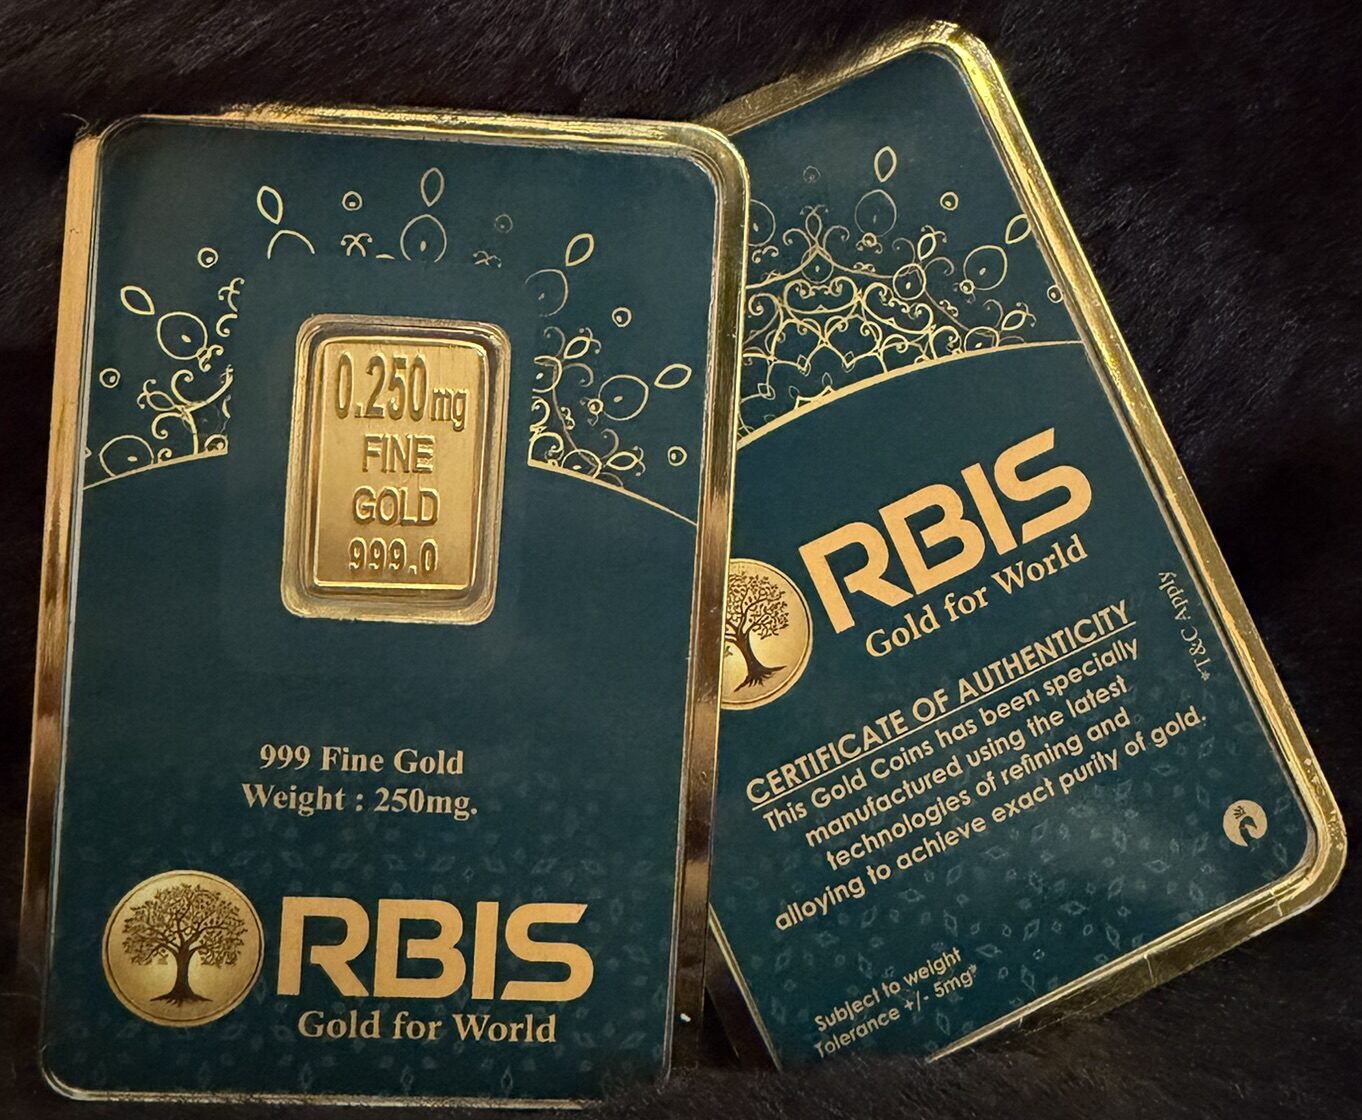 0.250mg
FINE
GOLD
999.0
999 Fine Gold
Weight : 250mg.
RBIS
Gold for World
RBIS
Gold for World
CERTIFICATE OF AUTHENTICITY
This Gold Coins has been specially
manufactured using the latest
technologies of refining and
alloying to achieve exact purity of gold.
*T&C Apply
Subject to weight
Tolerance +/- 5mg*